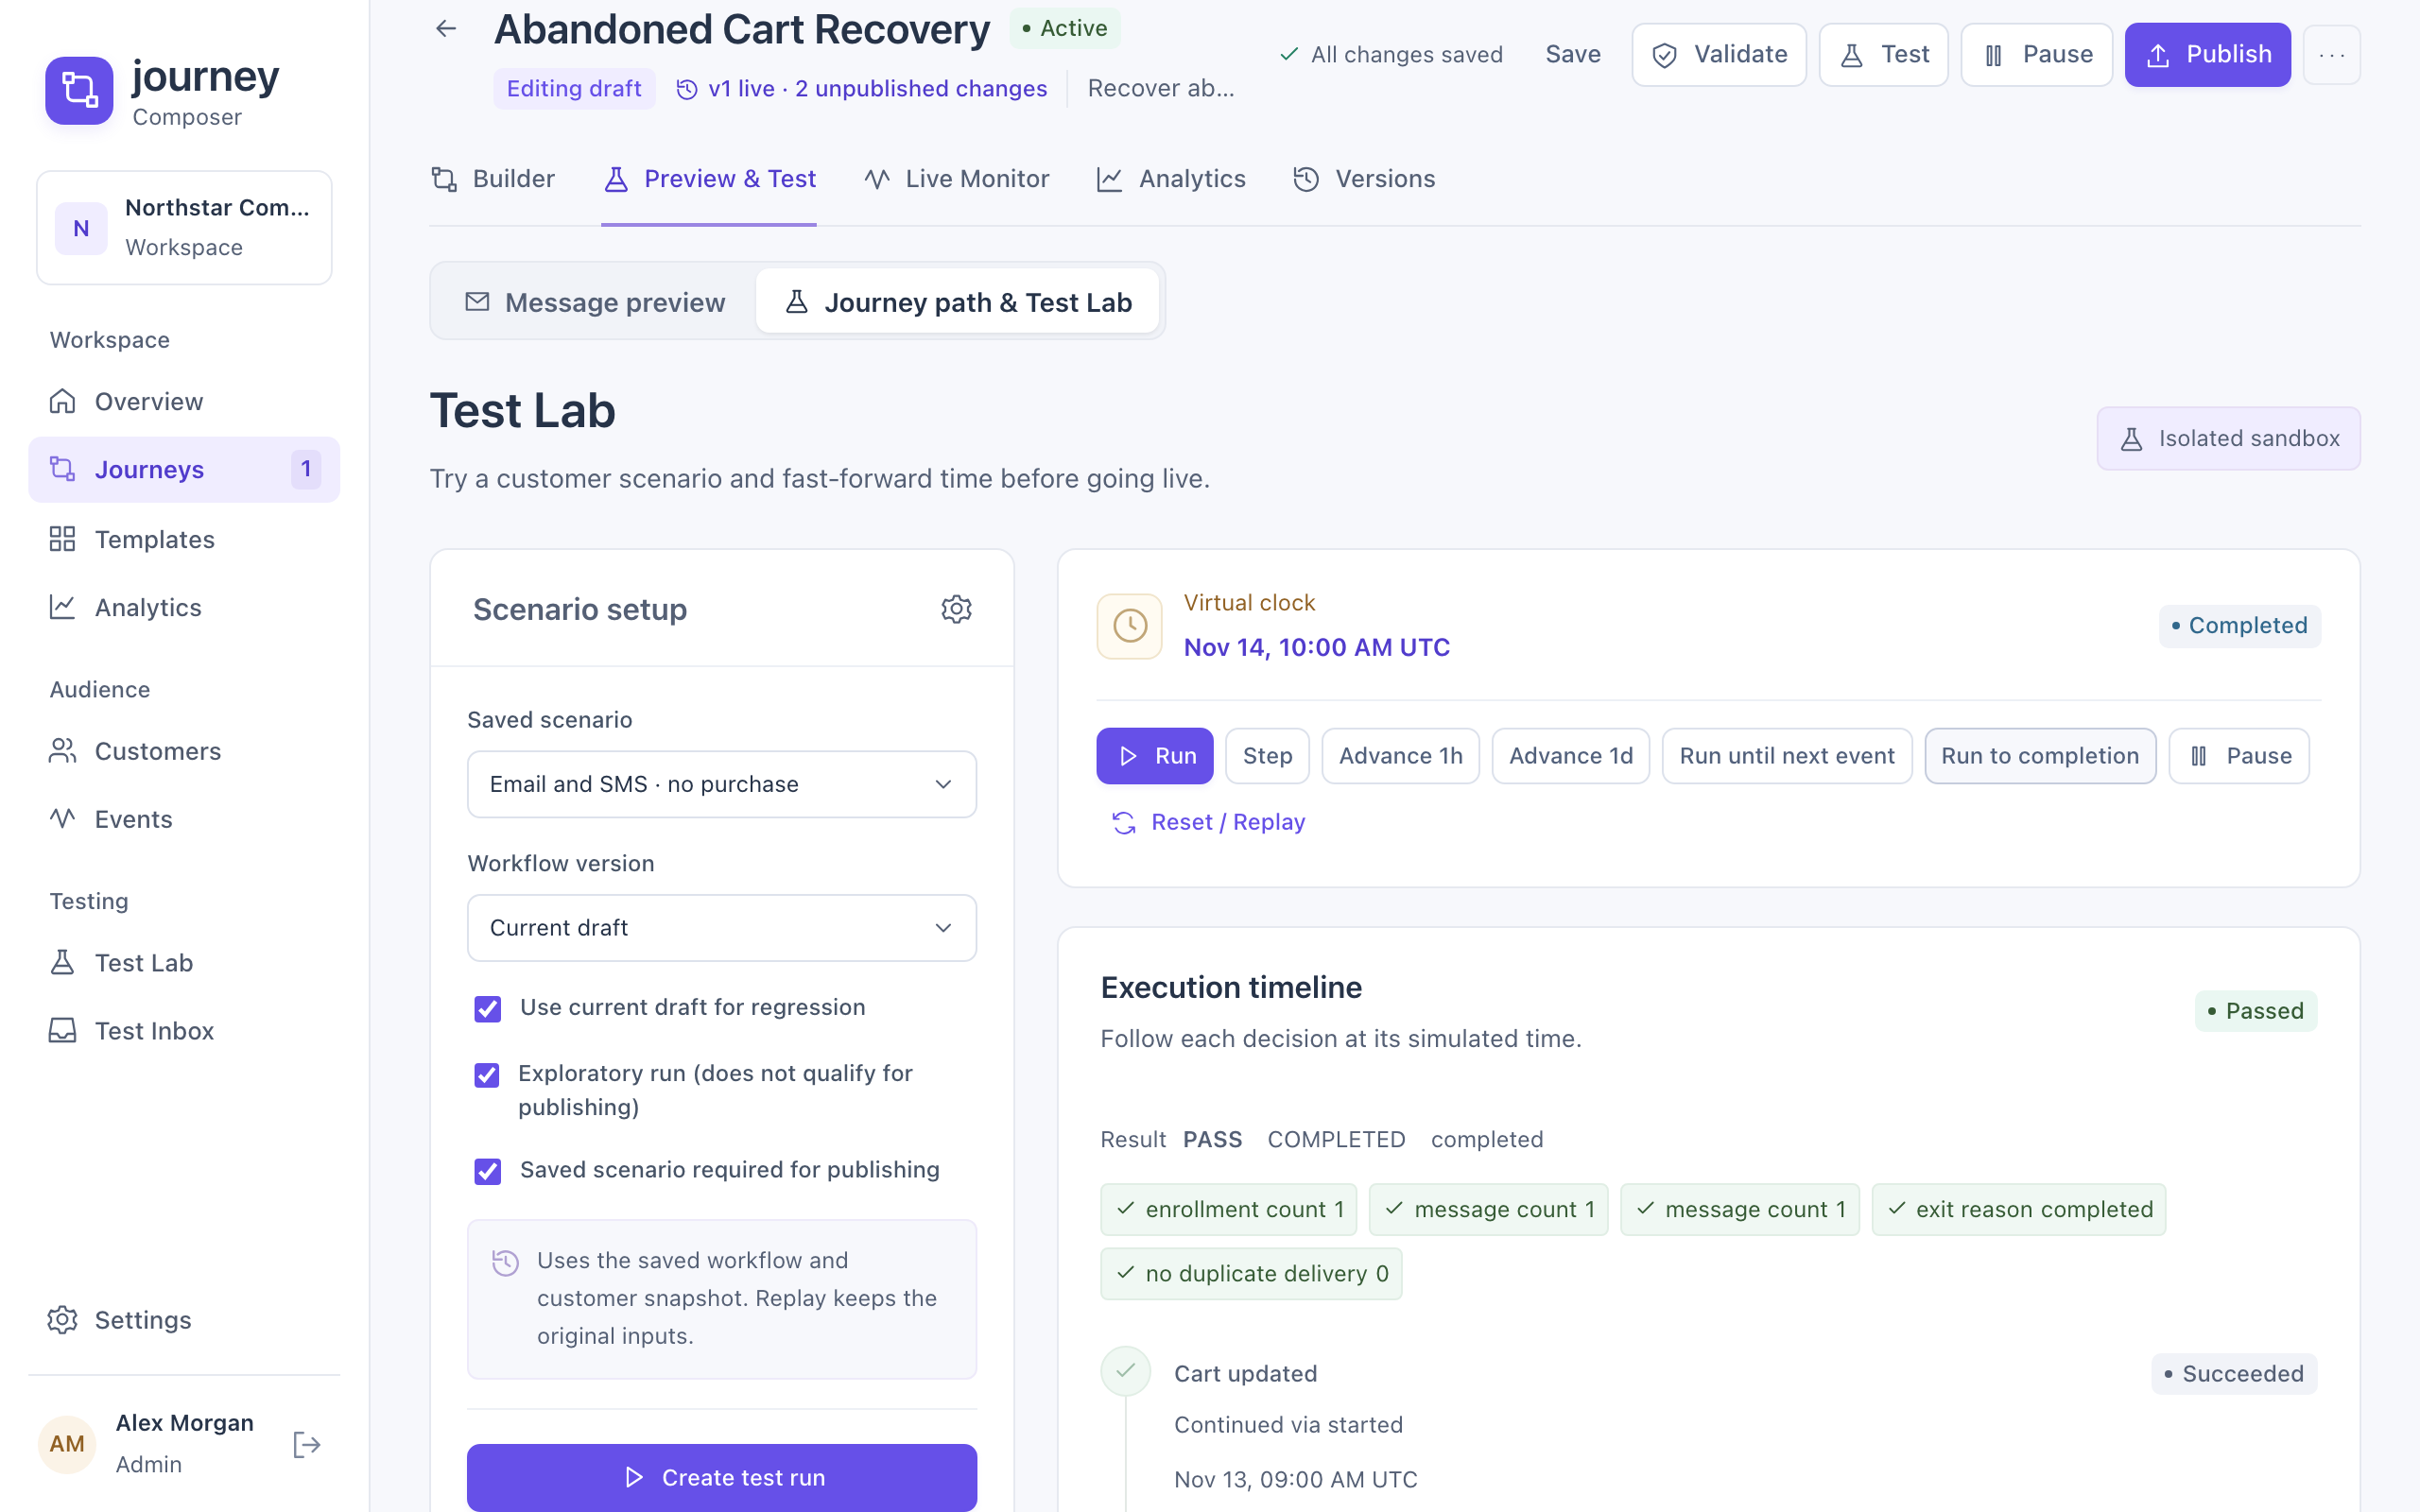 journey
Composer
N
Northstar Com...
Workspace
Workspace
Overview
Journeys
1
Templates
Analytics
Audience
Customers
Events
Testing
Test Lab
Test Inbox
Settings
AM
Alex Morgan
Admin
Abandoned Cart Recovery
Active
Editing draft
v1 live · 2 unpublished changes
Recover ab...
All changes saved
Save
Validate
Test
Pause
Publish
...
Builder
Preview & Test
Live Monitor
Analytics
Versions
Message preview
Journey path & Test Lab
Test Lab
Try a customer scenario and fast-forward time before going live.
Isolated sandbox
Scenario setup
Saved scenario
Email and SMS · no purchase
Workflow version
Current draft
Use current draft for regression
Exploratory run (does not qualify for
publishing)
Saved scenario required for publishing
Uses the saved workflow and
customer snapshot. Replay keeps the
original inputs.
Create test run
Virtual clock
Nov 14, 10:00 AM UTC
Completed
Run
Step
Advance 1h
Advance 1d
Run until next event
Run to completion
Pause
Reset / Replay
Execution timeline
Follow each decision at its simulated time.
Passed
Result PASS COMPLETED completed
enrollment count 1
message count 1
message count 1
exit reason completed
no duplicate delivery 0
Cart updated
Succeeded
Continued via started
Nov 13, 09:00 AM UTC